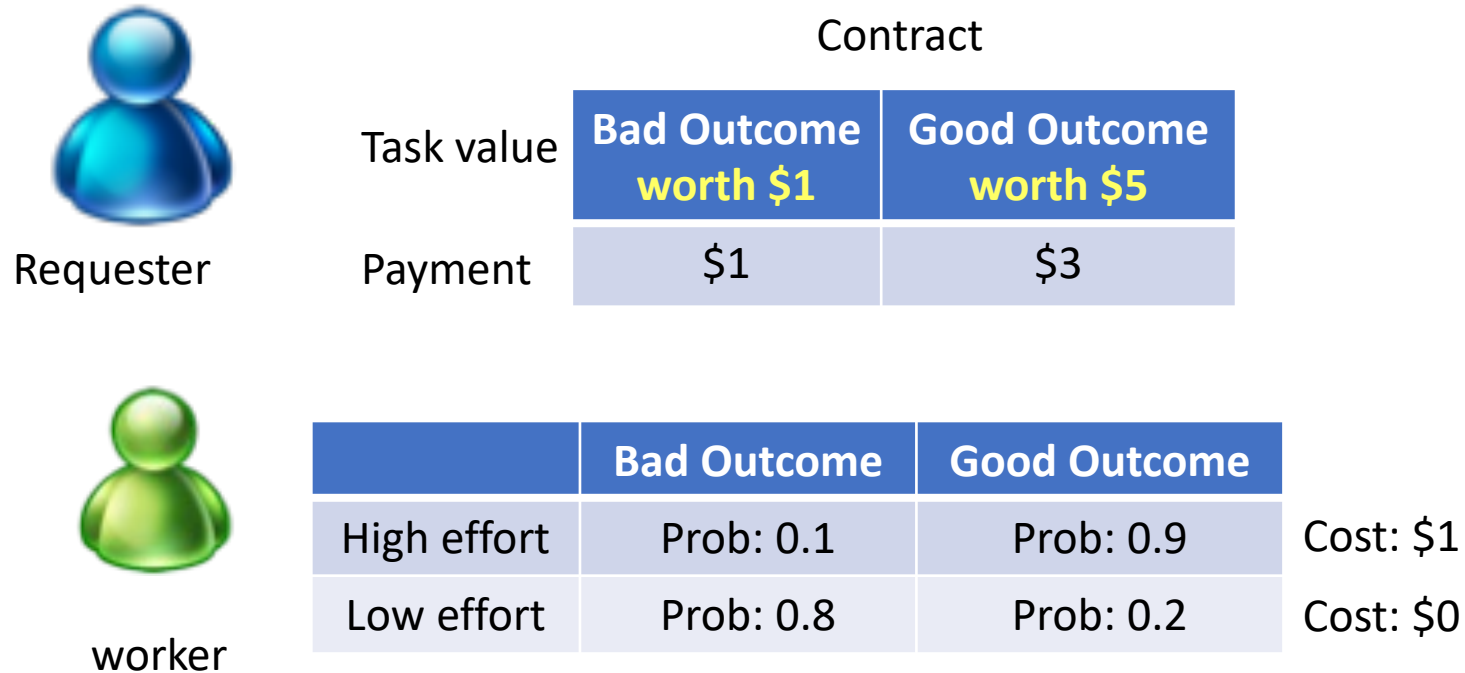 Contract
Task value
Bad Outcome
worth $1
Good Outcome
worth $5
Requester
Payment
$1
$3
Bad Outcome
Good Outcome
High effort
Prob: 0.1
Prob: 0.9
Cost: $1
Low effort
Prob: 0.8
Prob: 0.2
Cost: $0
worker